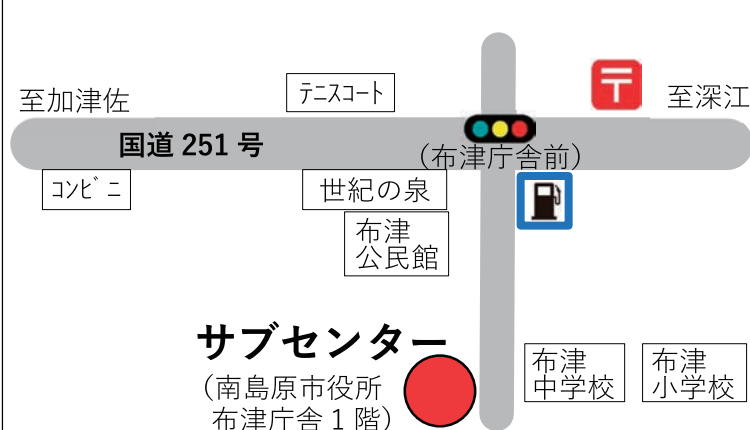 テニスコート
〒
至加津佐
至深江
国道 251 号
（布津庁舎前）
コンビニ
世紀の泉
布津
公民館
サブセンター
（南島原市役所
布津庁舎 1 階）
布津
中学校
布津
小学校